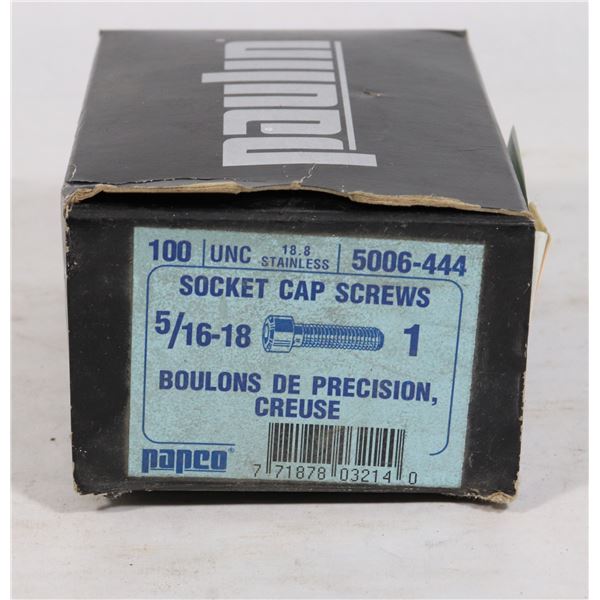 paulin
100 UNC 18.8 STAINLESS 5006-444
SOCKET CAP SCREWS
5/16-18 1
BOULONS DE PRECISION,
CREUSE
papco®
7 71878 03214 0